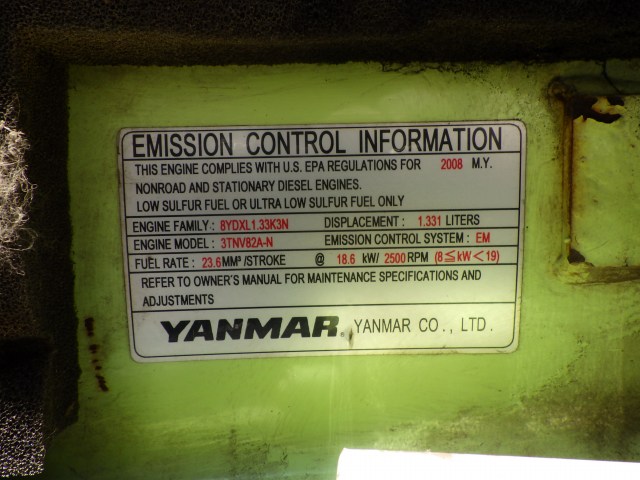 EMISSION CONTROL INFORMATION
THIS ENGINE COMPLIES WITH U.S. EPA REGULATIONS FOR 2008 M.Y.
NONROAD AND STATIONARY DIESEL ENGINES.
LOW SULFUR FUEL OR ULTRA LOW SULFUR FUEL ONLY
ENGINE FAMILY : 8YDXL1.33K3N DISPLACEMENT : 1.331 LITERS
ENGINE MODEL : 3TNV82A-N EMISSION CONTROL SYSTEM : EM
FUEL RATE : 23.6MM³/STROKE @ 18.6 kW/ 2500 RPM (8≦kW<19)
REFER TO OWNER'S MANUAL FOR MAINTENANCE SPECIFICATIONS AND
ADJUSTMENTS
YANMAR® YANMAR CO., LTD.